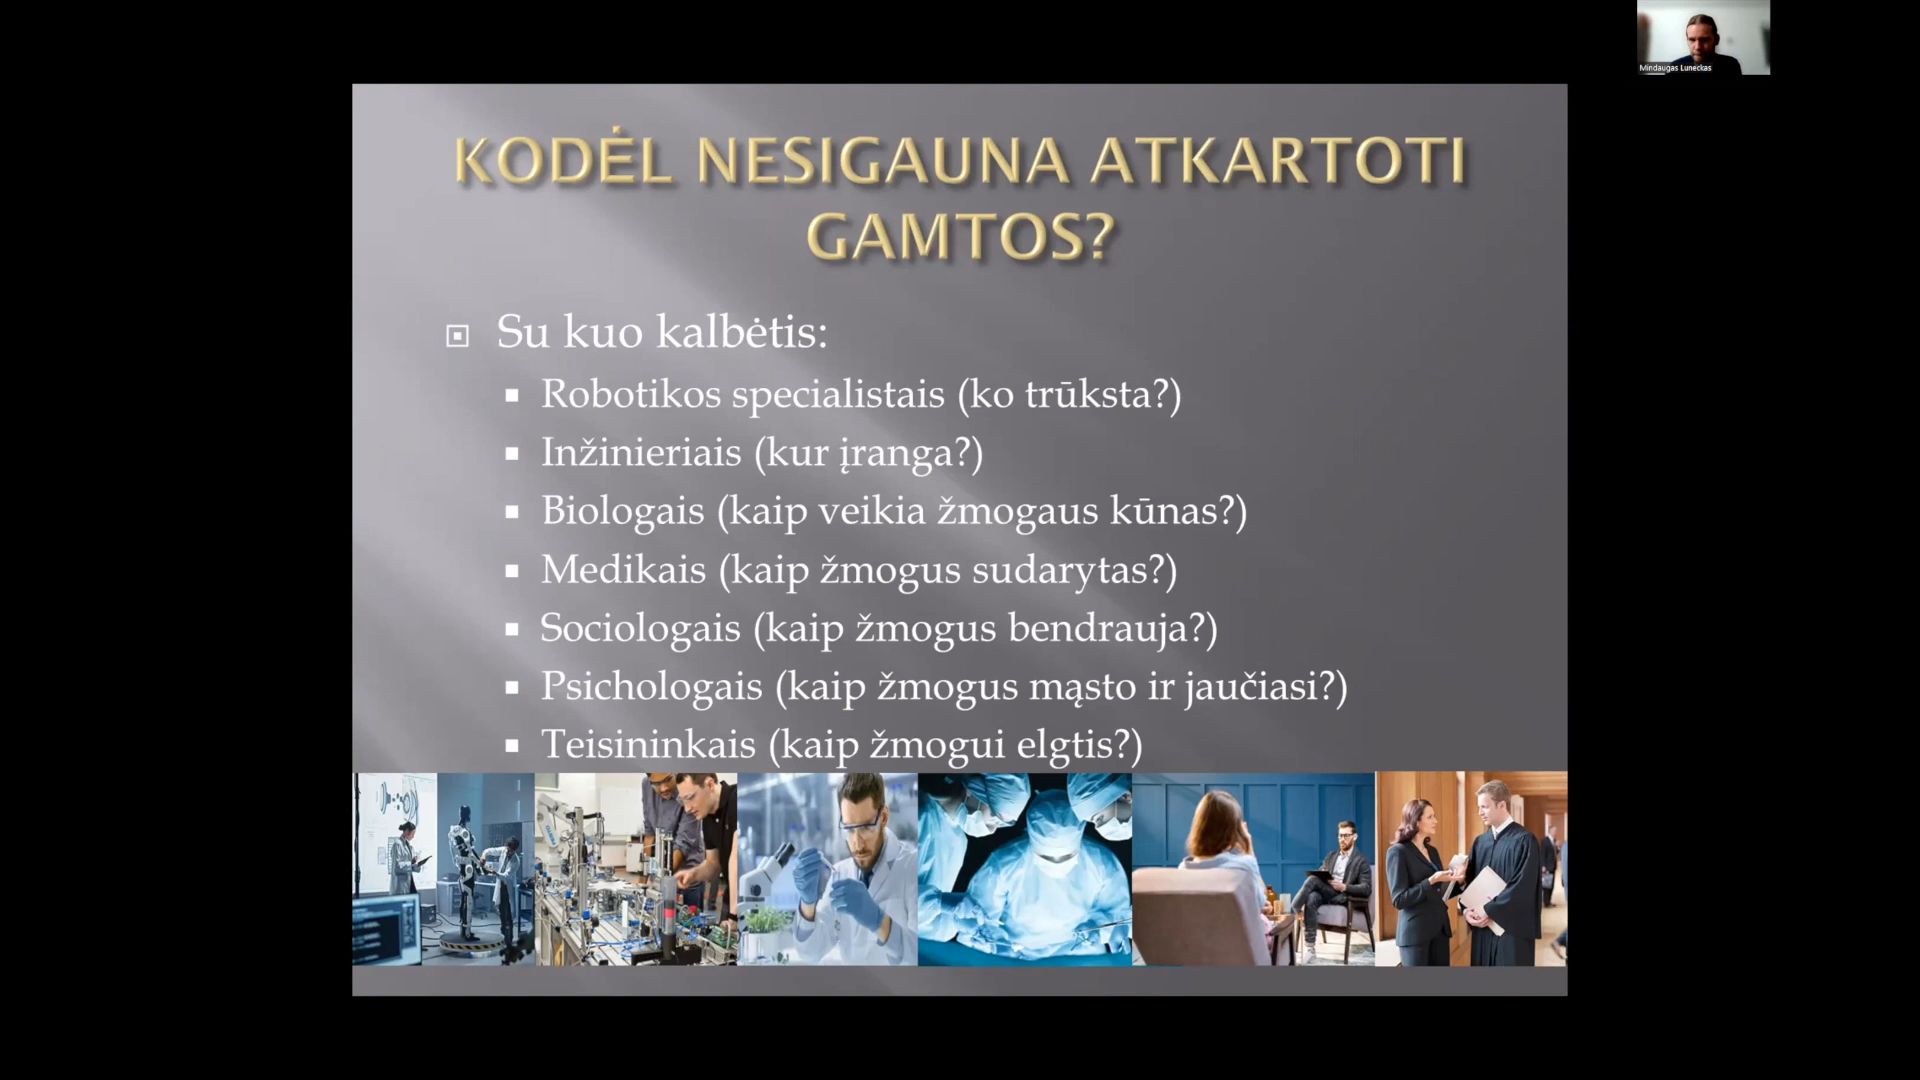 Mindaugas Luneckas
KODĖL NESIGAUNA ATKARTOTI
GAMTOS?
Su kuo kalbėtis:
Robotikos specialistais (ko trūksta?)
Inžinieriais (kur įranga?)
Biologais (kaip veikia žmogaus kūnas?)
Medikais (kaip žmogus sudarytas?)
Sociologais (kaip žmogus bendrauja?)
Psichologais (kaip žmogus mąsto ir jaučiasi?)
Teisininkais (kaip žmogui elgtis?)